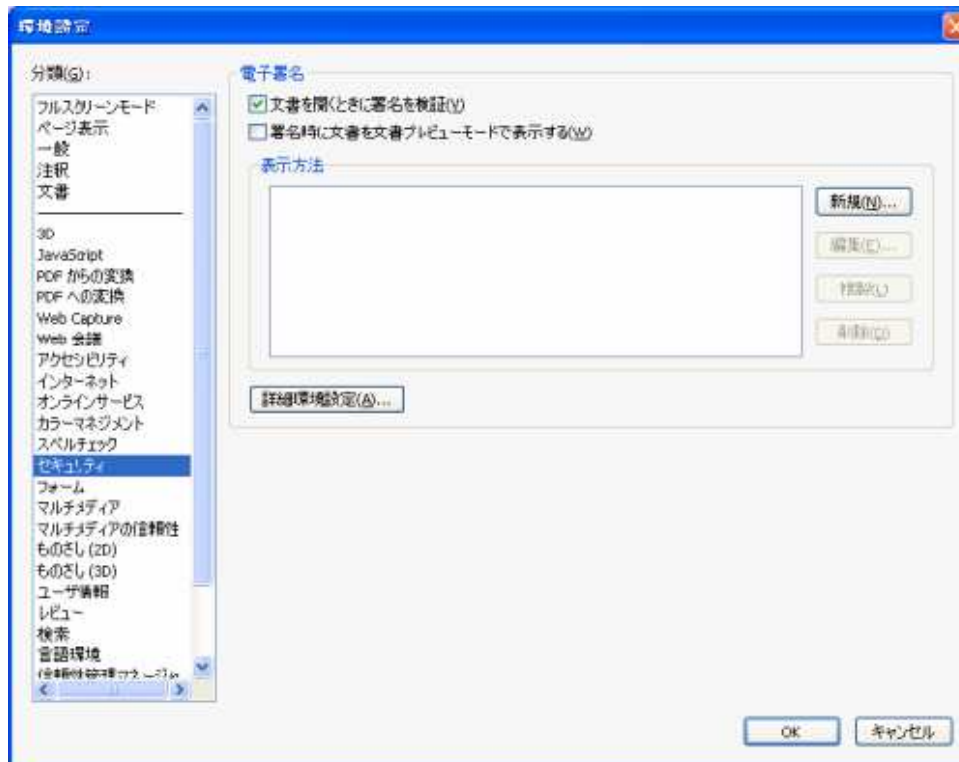 環境設定
分類(G):
フルスクリーンモード
ページ表示
一般
注釈
文書
3D
JavaScript
PDF からの変換
PDF への変換
Web Capture
Web 会議
アクセシビリティ
インターネット
オンラインサービス
カラーマネジメント
スペルチェック
セキュリティ
フォーム
マルチメディア
マルチメディアの信頼性
ものさし (2D)
ものさし (3D)
ユーザ情報
レビュー
検索
言語環境
電子署名
文書を開くときに署名を検証(V)
署名時に文書を文書プレビューモードで表示する(W)
表示方法
新規(N)...
編集(E)...
削除(D)
詳細環境設定(A)...
OK
キャンセル